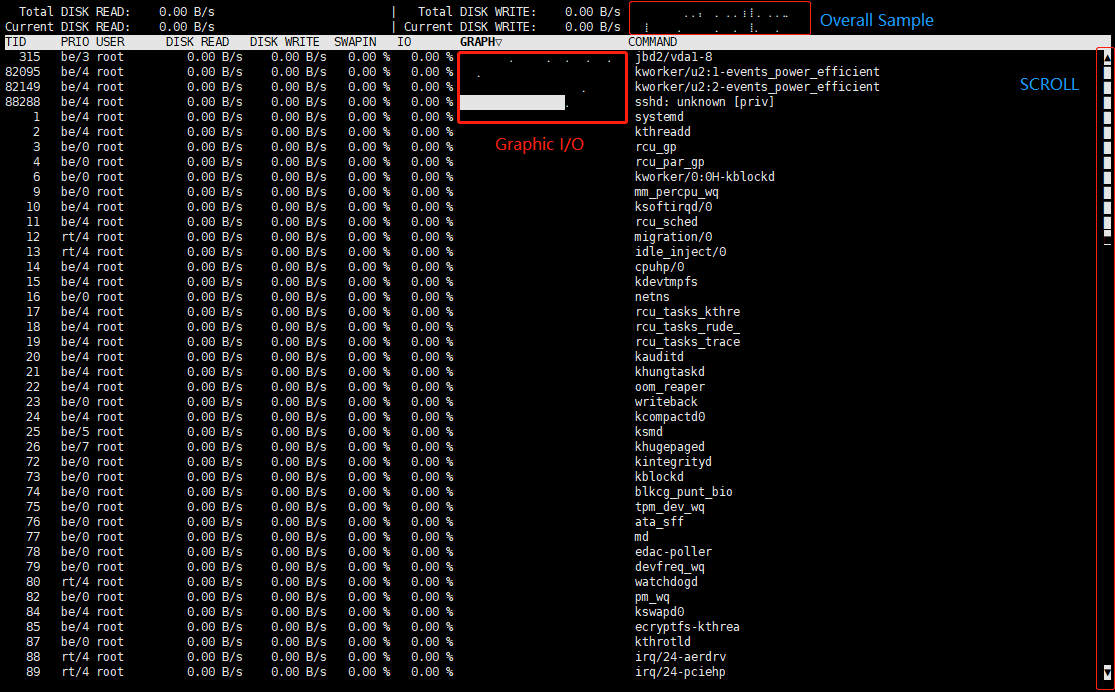 Total DISK READ: 0.00 B/s | Total DISK WRITE: 0.00 B/s
Overall Sample
Current DISK READ: 0.00 B/s | Current DISK WRITE: 0.00 B/s
TID PRIO USER DISK READ DISK WRITE SWAPIN IO GRAPH▽ COMMAND
315 be/3 root 0.00 B/s 0.00 B/s 0.00 % 0.00 % jbd2/vda1-8
82095 be/4 root 0.00 B/s 0.00 B/s 0.00 % 0.00 % kworker/u2:1-events_power_efficient
82149 be/4 root 0.00 B/s 0.00 B/s 0.00 % 0.00 % kworker/u2:2-events_power_efficient
SCROLL
88288 be/4 root 0.00 B/s 0.00 B/s 0.00 % 0.00 % sshd: unknown [priv]
1 be/4 root 0.00 B/s 0.00 B/s 0.00 % 0.00 % systemd
2 be/4 root 0.00 B/s 0.00 B/s 0.00 % 0.00 % kthreadd
3 be/0 root 0.00 B/s 0.00 B/s 0.00 % 0.00 % rcu_gp
Graphic I/O
4 be/0 root 0.00 B/s 0.00 B/s 0.00 % 0.00 % rcu_par_gp
6 be/0 root 0.00 B/s 0.00 B/s 0.00 % 0.00 % kworker/0:0H-kblockd
9 be/0 root 0.00 B/s 0.00 B/s 0.00 % 0.00 % mm_percpu_wq
10 be/4 root 0.00 B/s 0.00 B/s 0.00 % 0.00 % ksoftirqd/0
11 be/4 root 0.00 B/s 0.00 B/s 0.00 % 0.00 % rcu_sched
12 rt/4 root 0.00 B/s 0.00 B/s 0.00 % 0.00 % migration/0
13 rt/4 root 0.00 B/s 0.00 B/s 0.00 % 0.00 % idle_inject/0
14 be/4 root 0.00 B/s 0.00 B/s 0.00 % 0.00 % cpuhp/0
15 be/4 root 0.00 B/s 0.00 B/s 0.00 % 0.00 % kdevtmpfs
16 be/0 root 0.00 B/s 0.00 B/s 0.00 % 0.00 % netns
17 be/4 root 0.00 B/s 0.00 B/s 0.00 % 0.00 % rcu_tasks_kthre
18 be/4 root 0.00 B/s 0.00 B/s 0.00 % 0.00 % rcu_tasks_rude_
19 be/4 root 0.00 B/s 0.00 B/s 0.00 % 0.00 % rcu_tasks_trace
20 be/4 root 0.00 B/s 0.00 B/s 0.00 % 0.00 % kauditd
21 be/4 root 0.00 B/s 0.00 B/s 0.00 % 0.00 % khungtaskd
22 be/4 root 0.00 B/s 0.00 B/s 0.00 % 0.00 % oom_reaper
23 be/0 root 0.00 B/s 0.00 B/s 0.00 % 0.00 % writeback
24 be/4 root 0.00 B/s 0.00 B/s 0.00 % 0.00 % kcompactd0
25 be/5 root 0.00 B/s 0.00 B/s 0.00 % 0.00 % ksmd
26 be/7 root 0.00 B/s 0.00 B/s 0.00 % 0.00 % khugepaged
72 be/0 root 0.00 B/s 0.00 B/s 0.00 % 0.00 % kintegrityd
73 be/0 root 0.00 B/s 0.00 B/s 0.00 % 0.00 % kblockd
74 be/0 root 0.00 B/s 0.00 B/s 0.00 % 0.00 % blkcg_punt_bio
75 be/0 root 0.00 B/s 0.00 B/s 0.00 % 0.00 % tpm_dev_wq
76 be/0 root 0.00 B/s 0.00 B/s 0.00 % 0.00 % ata_sff
77 be/0 root 0.00 B/s 0.00 B/s 0.00 % 0.00 % md
78 be/0 root 0.00 B/s 0.00 B/s 0.00 % 0.00 % edac-poller
79 be/0 root 0.00 B/s 0.00 B/s 0.00 % 0.00 % devfreq_wq
80 rt/4 root 0.00 B/s 0.00 B/s 0.00 % 0.00 % watchdogd
82 be/0 root 0.00 B/s 0.00 B/s 0.00 % 0.00 % pm_wq
84 be/4 root 0.00 B/s 0.00 B/s 0.00 % 0.00 % kswapd0
85 be/4 root 0.00 B/s 0.00 B/s 0.00 % 0.00 % ecryptfs-kthrea
87 be/0 root 0.00 B/s 0.00 B/s 0.00 % 0.00 % kthrotld
88 rt/4 root 0.00 B/s 0.00 B/s 0.00 % 0.00 % irq/24-aerdrv
89 rt/4 root 0.00 B/s 0.00 B/s 0.00 % 0.00 % irq/24-pciehp